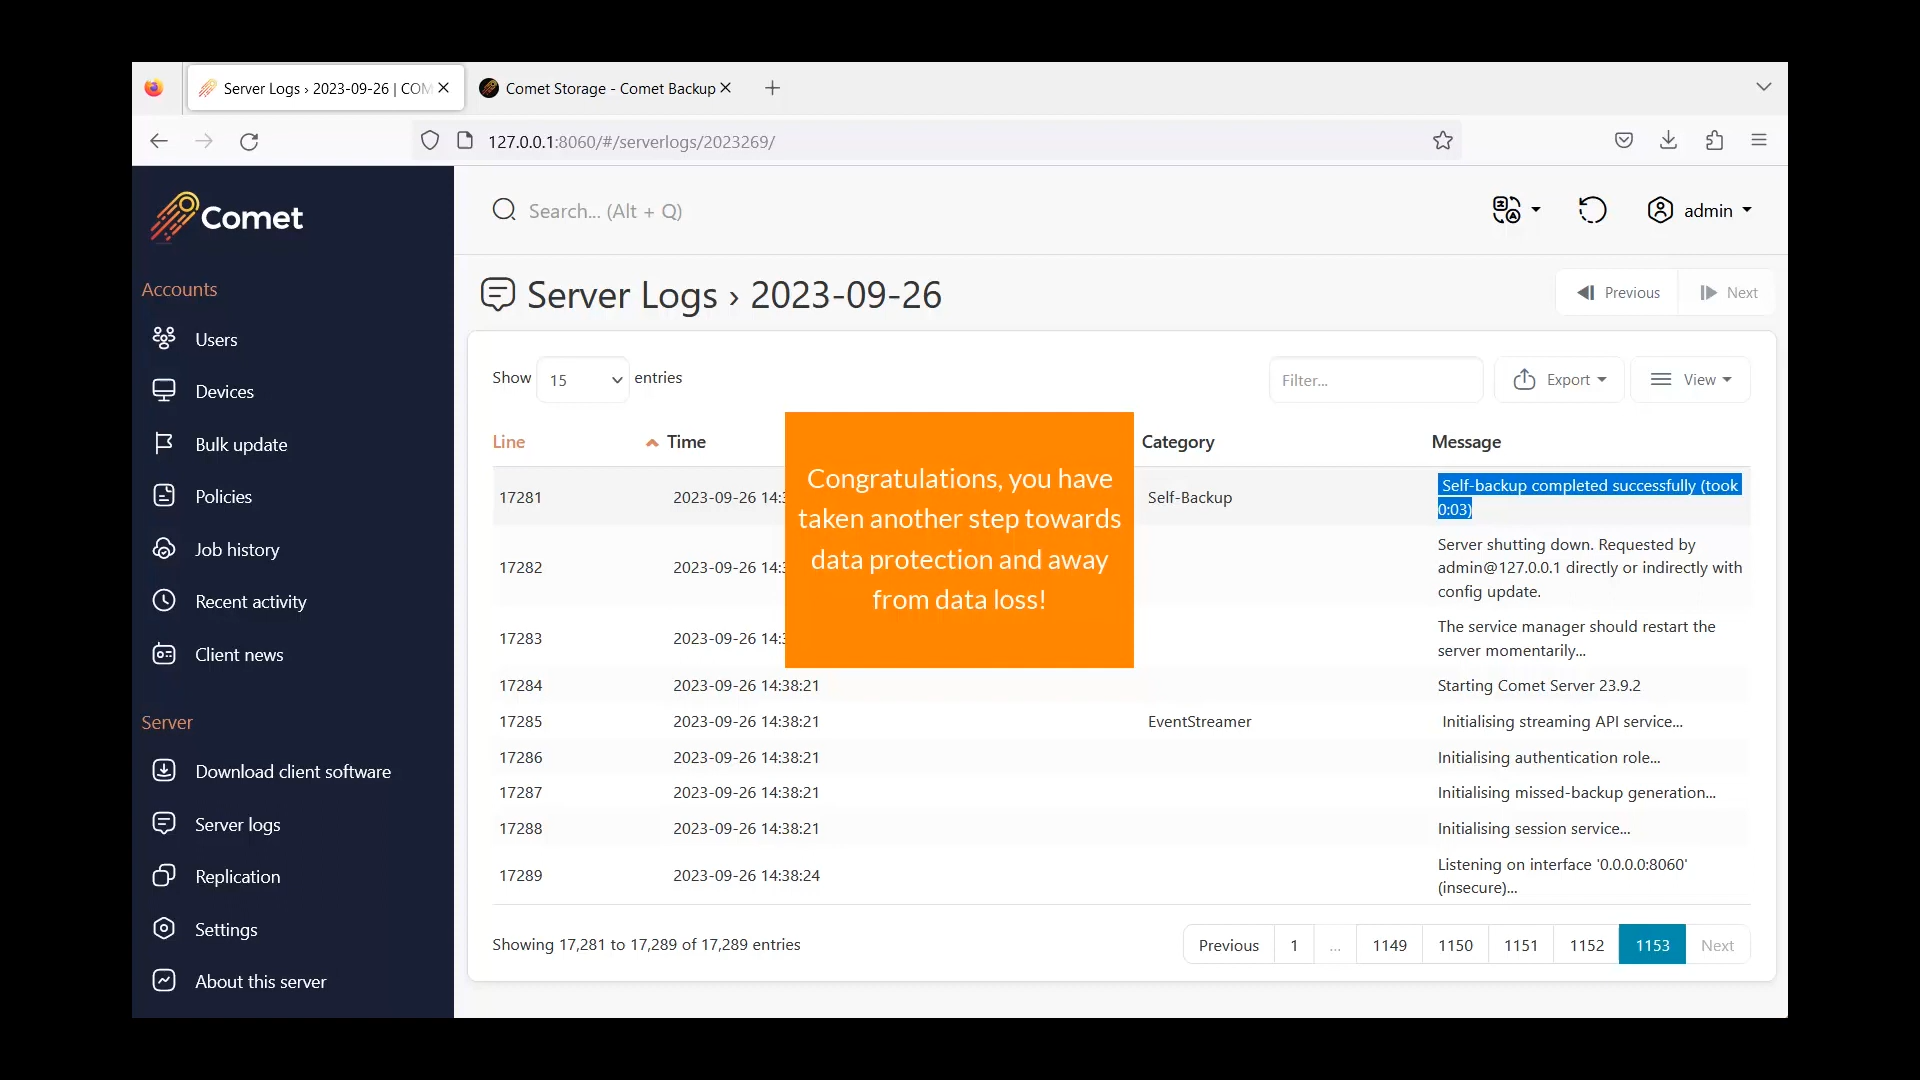 Server Logs › 2023-09-26 | COM
Comet Storage - Comet Backup
127.0.0.1:8060/#/serverlogs/2023269/
Comet
Search... (Alt + Q)
admin
Accounts
Users
Devices
Bulk update
Policies
Job history
Recent activity
Client news
Server
Download client software
Server logs
Replication
Settings
About this server
Server Logs › 2023-09-26
Previous
Next
Show 15 entries
Filter...
Export
View
Line Time Category Message
17281 2023-09-26 14:3 Self-Backup Self-backup completed successfully (took
0:03)
17282 2023-09-26 14:3 Server shutting down. Requested by
admin@127.0.0.1 directly or indirectly with
config update.
17283 2023-09-26 14:3 The service manager should restart the
server momentarily...
17284 2023-09-26 14:38:21 Starting Comet Server 23.9.2
17285 2023-09-26 14:38:21 EventStreamer Initialising streaming API service...
17286 2023-09-26 14:38:21 Initialising authentication role...
17287 2023-09-26 14:38:21 Initialising missed-backup generation...
17288 2023-09-26 14:38:21 Initialising session service...
17289 2023-09-26 14:38:24 Listening on interface '0.0.0.0:8060'
(insecure)...
Congratulations, you have
taken another step towards
data protection and away
from data loss!
Showing 17,281 to 17,289 of 17,289 entries
Previous 1 ... 1149 1150 1151 1152 1153 Next